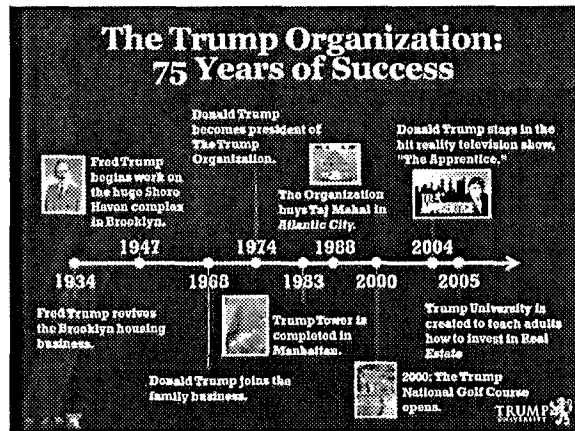 The Trump Organization:
75 Years of Success
Donald Trump
becomes president of
The Trump
Organization.
Donald Trump stars in the
hit reality television show,
"The Apprentice."
Fred Trump
begins work on
the huge Shore
Haven complex
in Brooklyn.
The Organization
buys Taj Mahal in
Atlantic City.
THE
APPRENTICE
1947
1974
1988
2004
1934
1968
1983
2000
2005
Fred Trump revives
the Brooklyn housing
business.
Trump Tower is
completed in
Manhattan.
Trump University is
created to teach adults
how to invest in Real
Estate
Donald Trump joins the
family business.
2000: The Trump
National Golf Course
opens.
TRUMP
UNIVERSITY